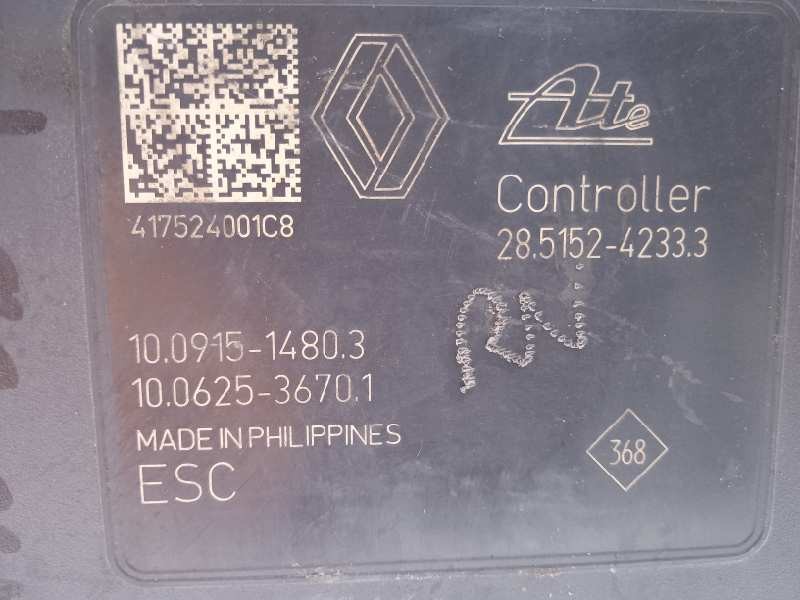 Ate
417524001C8
Controller
28.5152-4233.3
10.0915-1480.3
10.0625-3670.1
MADE IN PHILIPPINES
ESC
368